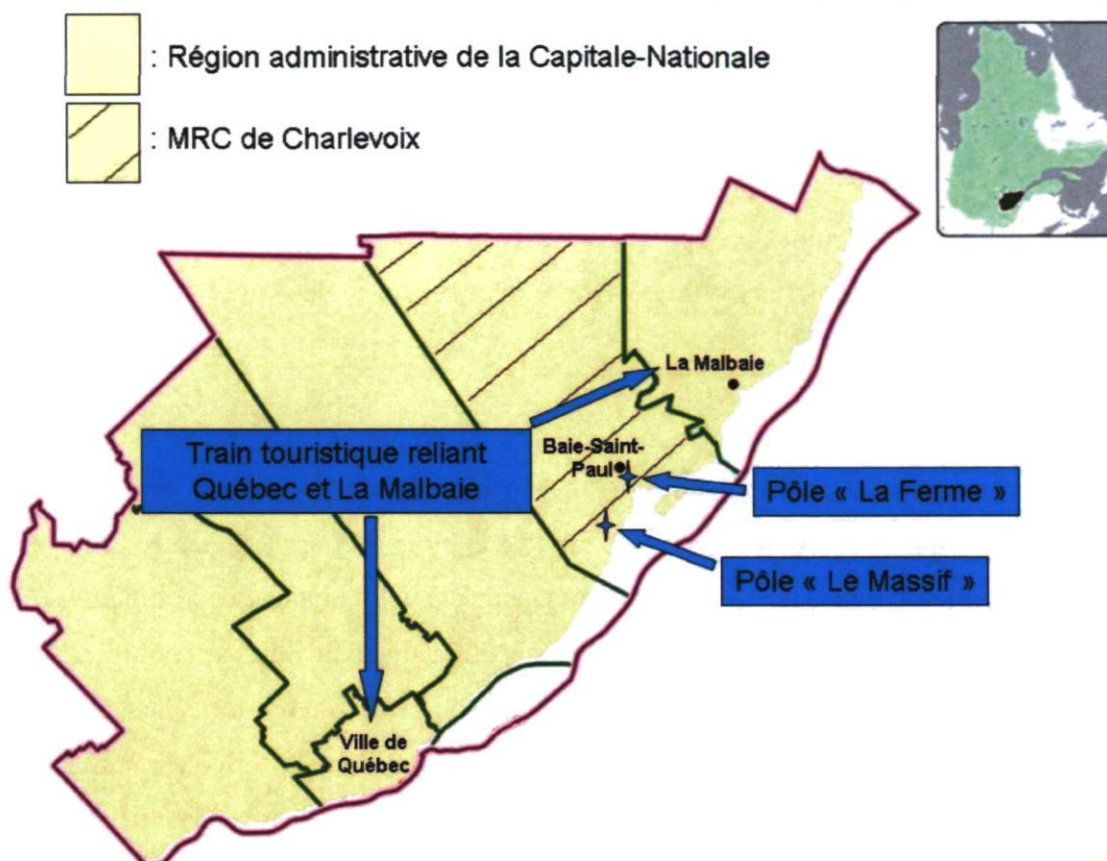 : Région administrative de la Capitale-Nationale
: MRC de Charlevoix
La Malbaie
Train touristique reliant
Québec et La Malbaie
Baie-Saint-
Paul
Pôle « La Ferme »
Pôle « Le Massif »
Ville de
Québec